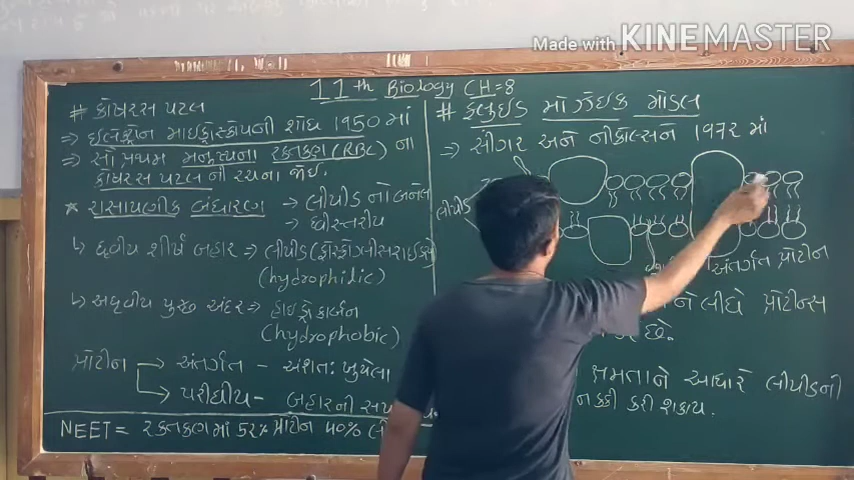 Made with KINEMASTER
11th Biology CH=8
# કોષરસ પટલ
⇒ ઇલેક્ટ્રોન માઇક્રોસ્કોપની શોધ 1950 માં
⇒ સૌ પ્રથમ મનુષ્યના રક્તકણ (RBC) ના
કોષરસ પટલ ની રચના જોઈ.
* રાસાયણીક બંધારણ → લીપીડ નો બનેલ
→ દ્વીસ્તરીય
↳ ધ્રુવીય શીર્ષ બહાર ⇒ લીપીડ (ફોસ્ફોગ્લીસરાઇડ્સ)
(hydrophilic)
↳ અધ્રુવીય પુચ્છ અંદર ⇒ હાઇડ્રોકાર્બન
(hydrophobic)
પ્રોટીન → અંતર્ગત - અંશતઃ ખુપેલા
→ પરીઘીય - બહારની
NEET = રક્તકણ માં 52% પ્રોટીન 40%
# ફ્લુઇડ મોઝેઇક મોડલ
⇒ સીંગર અને નીકોલ્સન 1972 માં
લીપીડ
અંતર્ગત પ્રોટીન
ને લીધે પ્રોટીન્સ
છે.
ક્ષમતાને આધારે લીપીડની
નક્કી કરી શકાય.